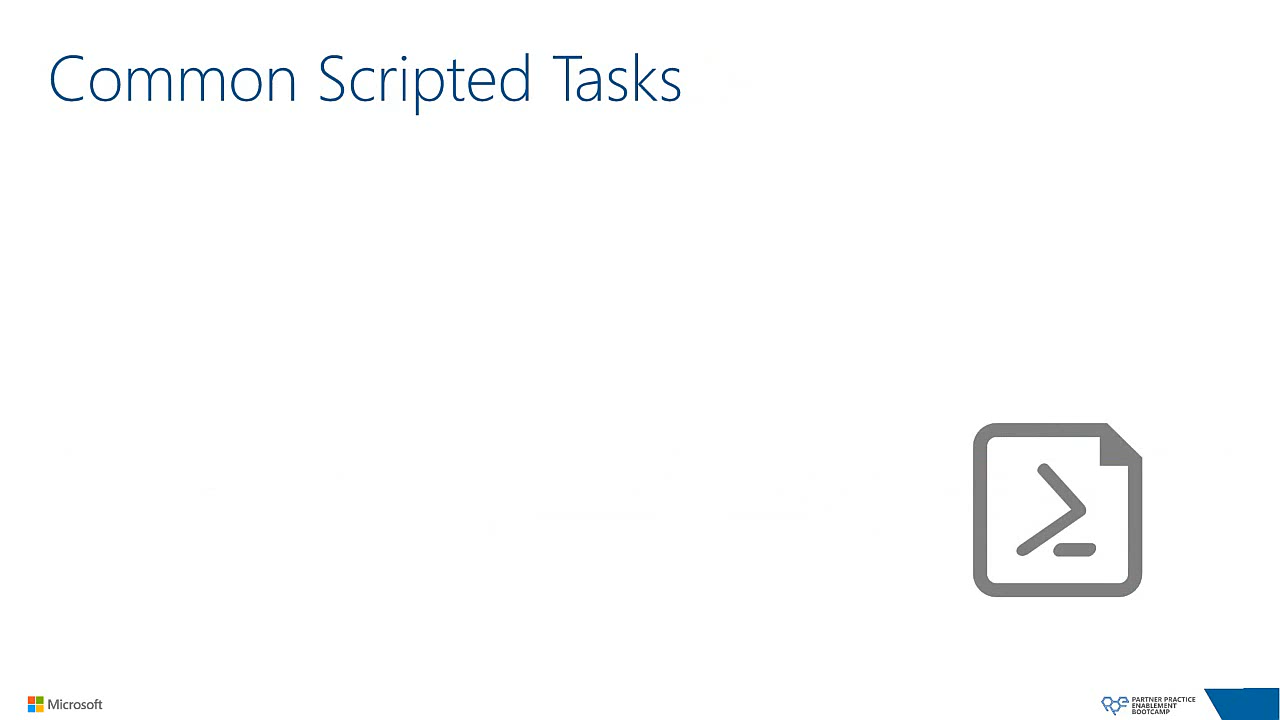 Common Scripted Tasks
Microsoft
PARTNER PRACTICE
ENABLEMENT
BOOTCAMP